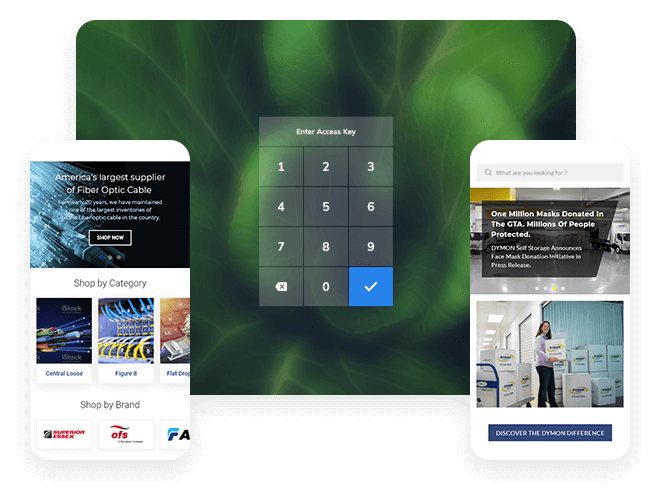 America's largest supplier
of Fiber Optic Cable
For nearly 20 years, we have maintained
one of the largest inventories of
fiber optic cable in the country.
SHOP NOW
Shop by Category
iStock
iStock
Central Loose
Figure 8
Flat Drop
Shop by Brand
SUPERIOR
ESSEX
ofs
FA
Enter Access Key
1 2 3
4 5 6
7 8 9
0
What are you looking for ?
One Million Masks Donated In
The GTA. Millions Of People
Protected.
DYMON Self Storage Announces
Face Mask Donation Initiative in
Press Release.
DYMON
DISCOVER THE DYMON DIFFERENCE